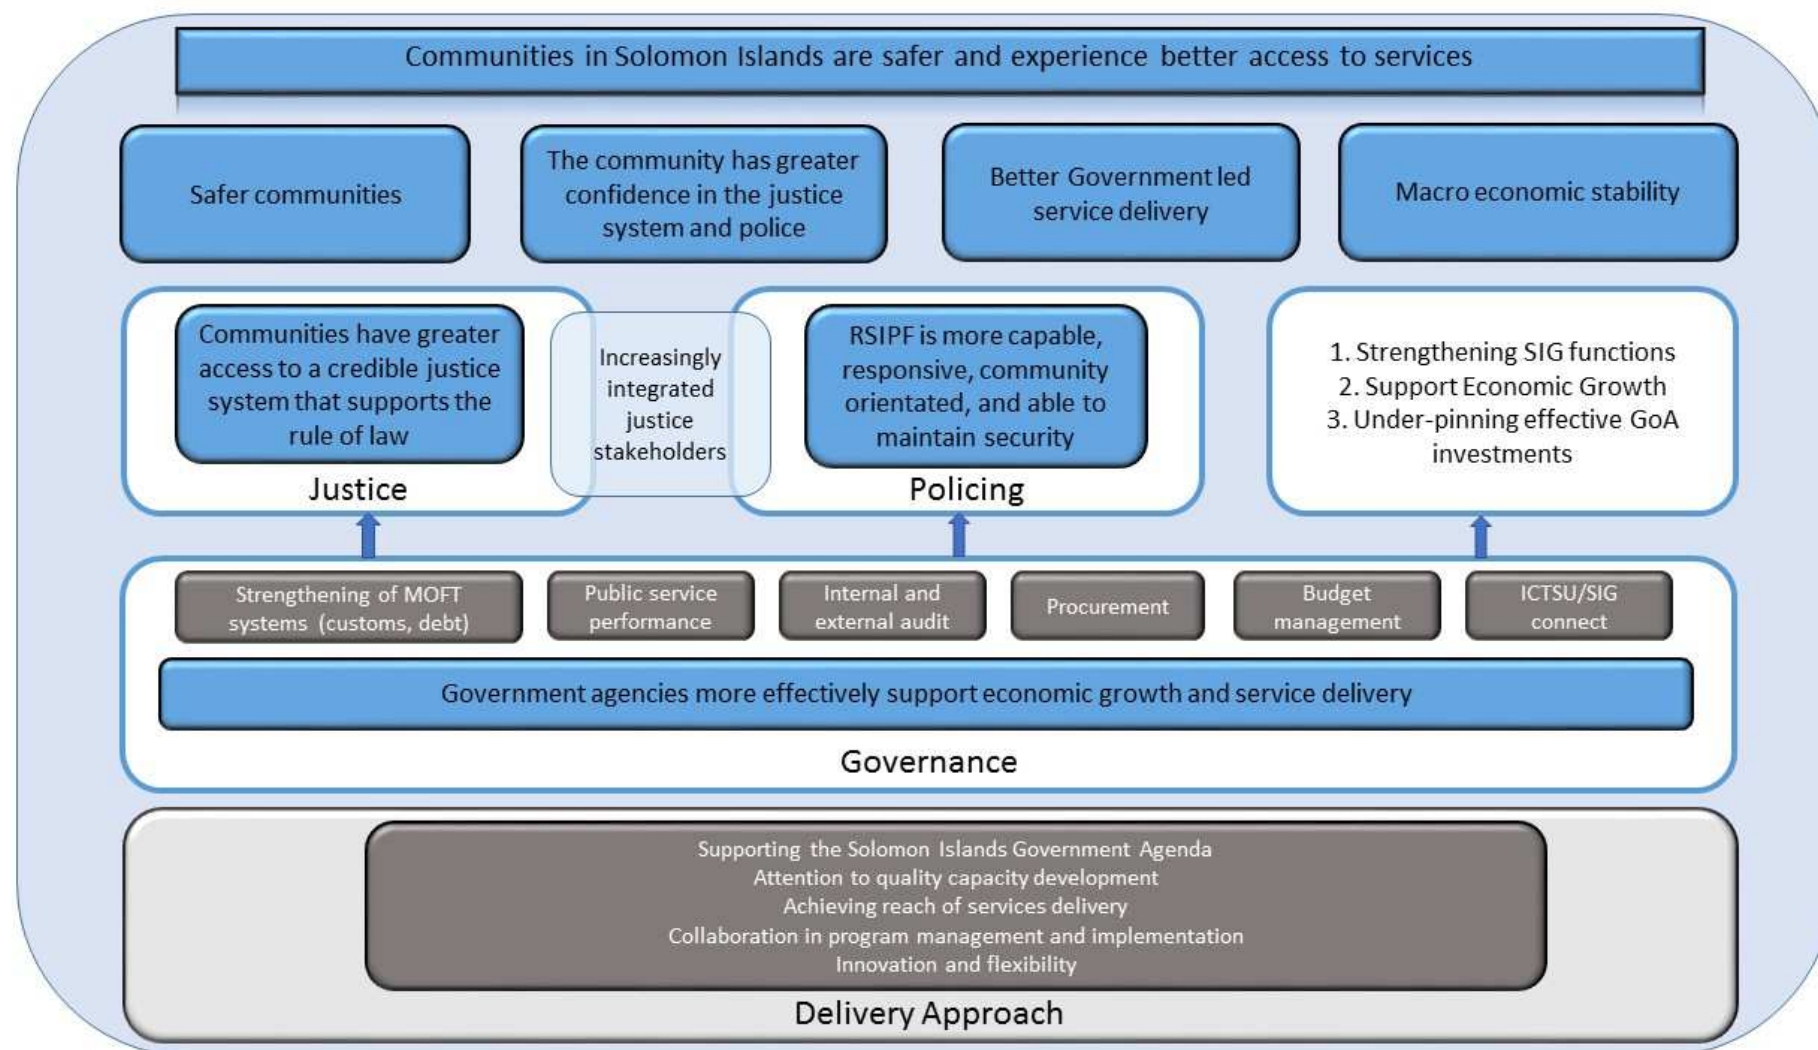 Communities in Solomon Islands are safer and experience better access to services
Safer communities
The community has greater
confidence in the justice
system and police
Better Government led
service delivery
Macro economic stability
Communities have greater
access to a credible justice
system that supports the
rule of law
Justice
Increasingly
integrated
justice
stakeholders
RSIPF is more capable,
responsive, community
orientated, and able to
maintain security
Policing
1. Strengthening SIG functions
2. Support Economic Growth
3. Under-pinning effective GoA
investments
Strengthening of MOFT
systems (customs, debt)
Public service
performance
Internal and
external audit
Procurement
Budget
management
ICTSU/SIG
connect
Government agencies more effectively support economic growth and service delivery
Governance
Supporting the Solomon Islands Government Agenda
Attention to quality capacity development
Achieving reach of services delivery
Collaboration in program management and implementation
Innovation and flexibility
Delivery Approach